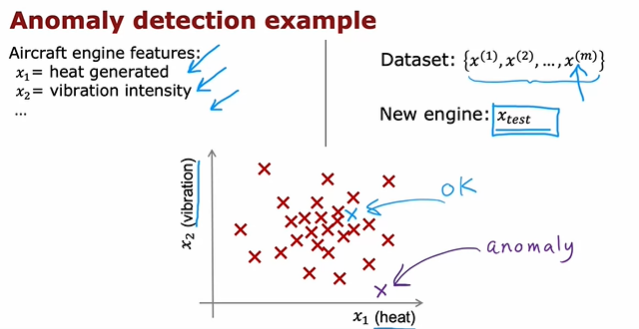 Anomaly detection example
Aircraft engine features:
x₁= heat generated
x₂= vibration intensity
...
Dataset: {x⁽¹⁾,x⁽²⁾,...,x⁽ᵐ⁾}
New engine: x_test
x₂ (vibration)
OK
anomaly
x₁ (heat)